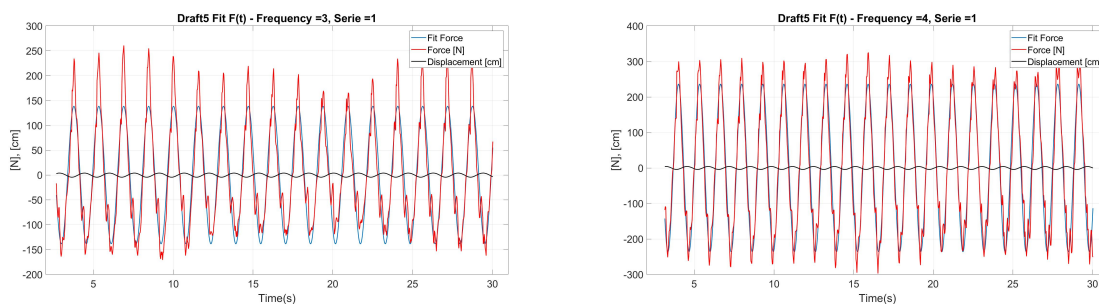 Draft5 Fit F(t) - Frequency =3, Serie =1
300
250
200
150
100
50
0
-50
-100
-150
-200
[N], [cm]
5
10
15
20
25
30
Time(s)
Fit Force
Force [N]
Displacement [cm]
Draft5 Fit F(t) - Frequency =4, Serie =1
400
300
200
100
0
-100
-200
-300
[N], [cm]
5
10
15
20
25
30
Time(s)
Fit Force
Force [N]
Displacement [cm]